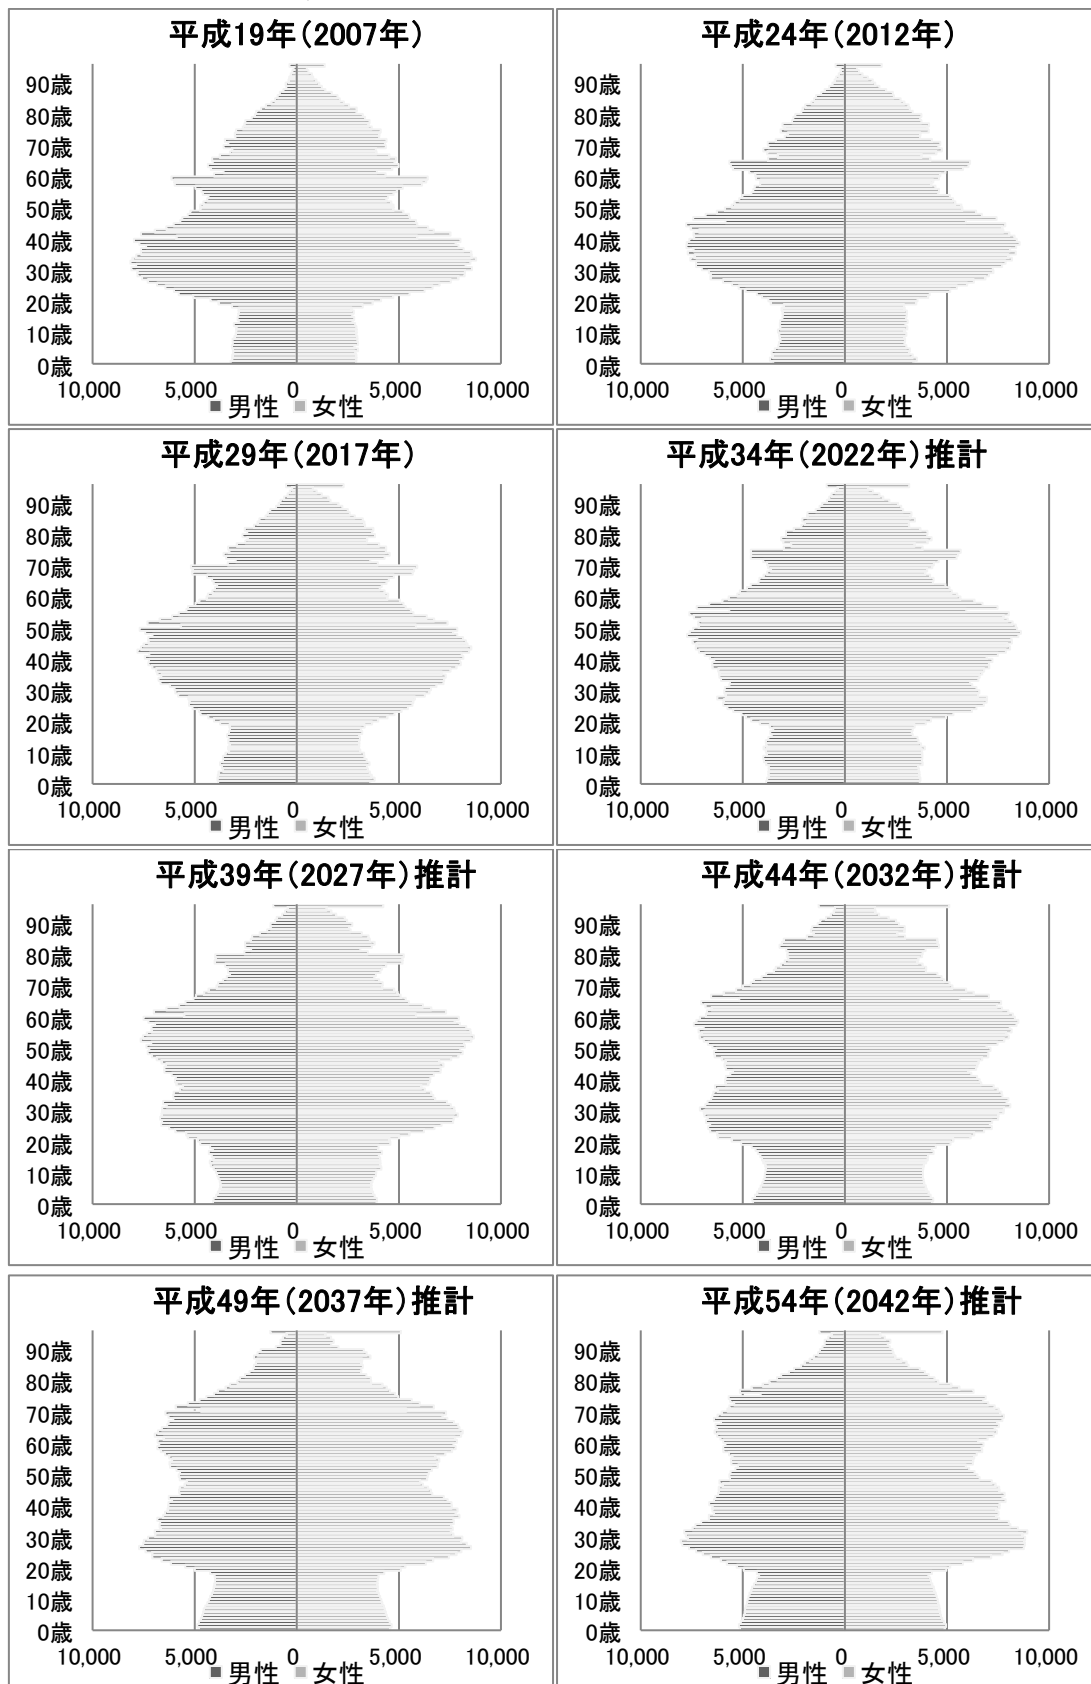 平成19年(2007年)
90歳
80歳
70歳
60歳
50歳
40歳
30歳
20歳
10歳
0歳
10,000 5,000 0 5,000 10,000
■男性 ■女性
平成24年(2012年)
90歳
80歳
70歳
60歳
50歳
40歳
30歳
20歳
10歳
0歳
10,000 5,000 0 5,000 10,000
■男性 ■女性
平成29年(2017年)
90歳
80歳
70歳
60歳
50歳
40歳
30歳
20歳
10歳
0歳
10,000 5,000 0 5,000 10,000
■男性 ■女性
平成34年(2022年)推計
90歳
80歳
70歳
60歳
50歳
40歳
30歳
20歳
10歳
0歳
10,000 5,000 0 5,000 10,000
■男性 ■女性
平成39年(2027年)推計
90歳
80歳
70歳
60歳
50歳
40歳
30歳
20歳
10歳
0歳
10,000 5,000 0 5,000 10,000
■男性 ■女性
平成44年(2032年)推計
90歳
80歳
70歳
60歳
50歳
40歳
30歳
20歳
10歳
0歳
10,000 5,000 0 5,000 10,000
■男性 ■女性
平成49年(2037年)推計
90歳
80歳
70歳
60歳
50歳
40歳
30歳
20歳
10歳
0歳
10,000 5,000 0 5,000 10,000
■男性 ■女性
平成54年(2042年)推計
90歳
80歳
70歳
60歳
50歳
40歳
30歳
20歳
10歳
0歳
10,000 5,000 0 5,000 10,000
■男性 ■女性